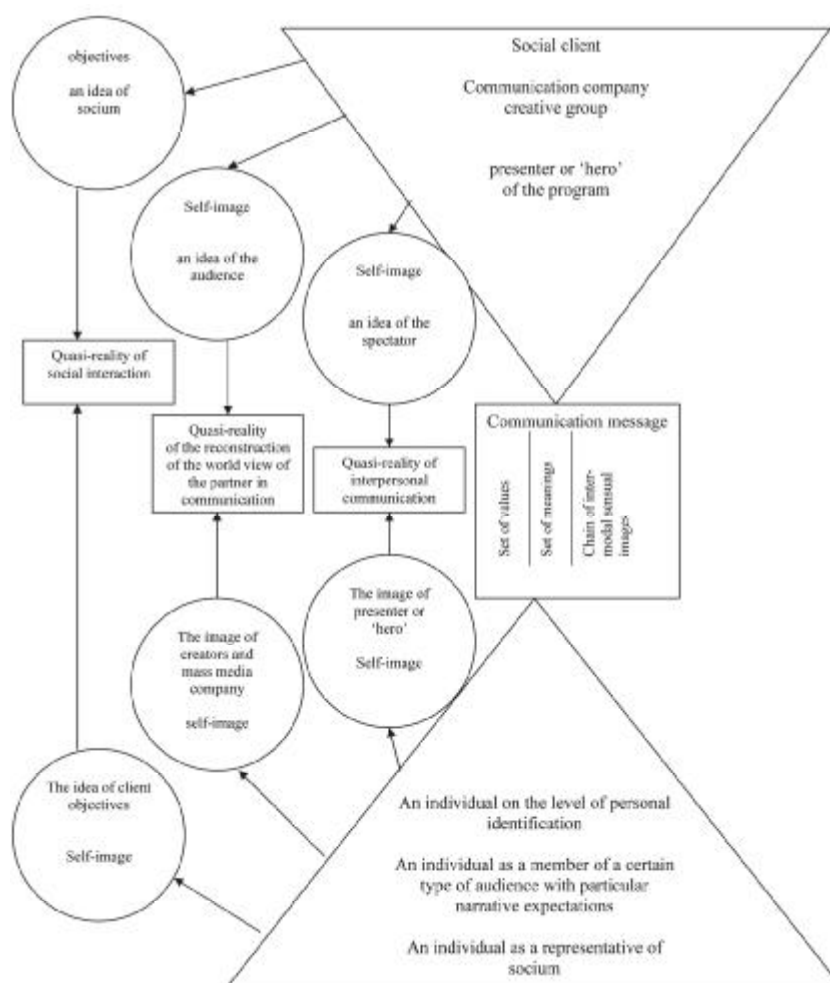 objectives
an idea of
socium
Social client
Communication company
creative group
presenter or ‘hero’
of the program
Self-image
an idea of the
audience
Self-image
an idea of the
spectator
Quasi-reality of
social interaction
Quasi-reality
of the reconstruction
of the world view of
the partner in
communication
Quasi-reality of
interpersonal
communication
Communication message
Set of values
Set of meanings
Chain of inter-
modal sensual
images
The image of
presenter or
‘hero’
Self-image
The image of
creators and
mass media
company
self-image
The idea of client
objectives
Self-image
An individual on the level of personal
identification
An individual as a member of a certain
type of audience with particular
narrative expectations
An individual as a representative of
socium